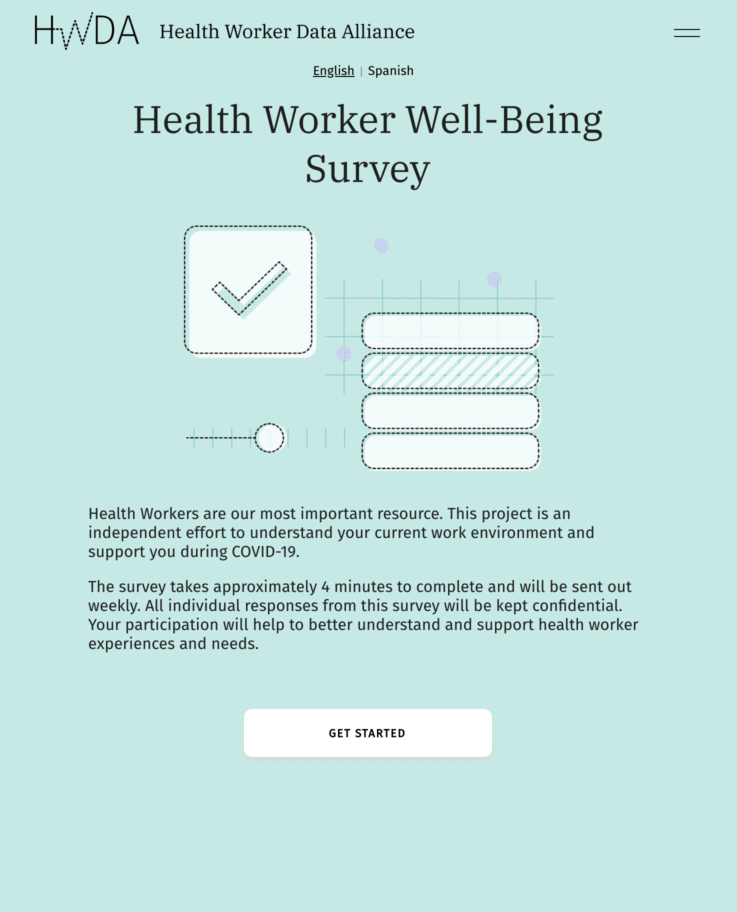 HWDA Health Worker Data Alliance
English | Spanish
Health Worker Well-Being
Survey
Health Workers are our most important resource. This project is an
independent effort to understand your current work environment and
support you during COVID-19.
The survey takes approximately 4 minutes to complete and will be sent out
weekly. All individual responses from this survey will be kept confidential.
Your participation will help to better understand and support health worker
experiences and needs.
GET STARTED